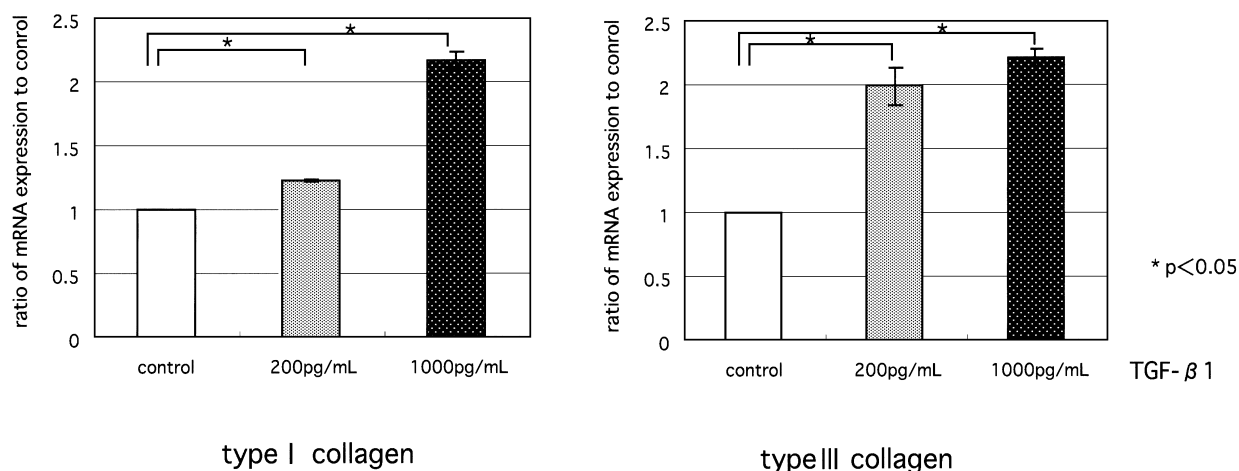 ratio of mRNA expression to conrol
2.5
2
1.5
1
0.5
0
*
*
control
200pg/mL
1000pg/mL
type I collagen
ratio of mRNA expression to conrol
2.5
2
1.5
1
0.5
0
*
*
control
200pg/mL
1000pg/mL
type III collagen
* p<0.05
TGF-β1